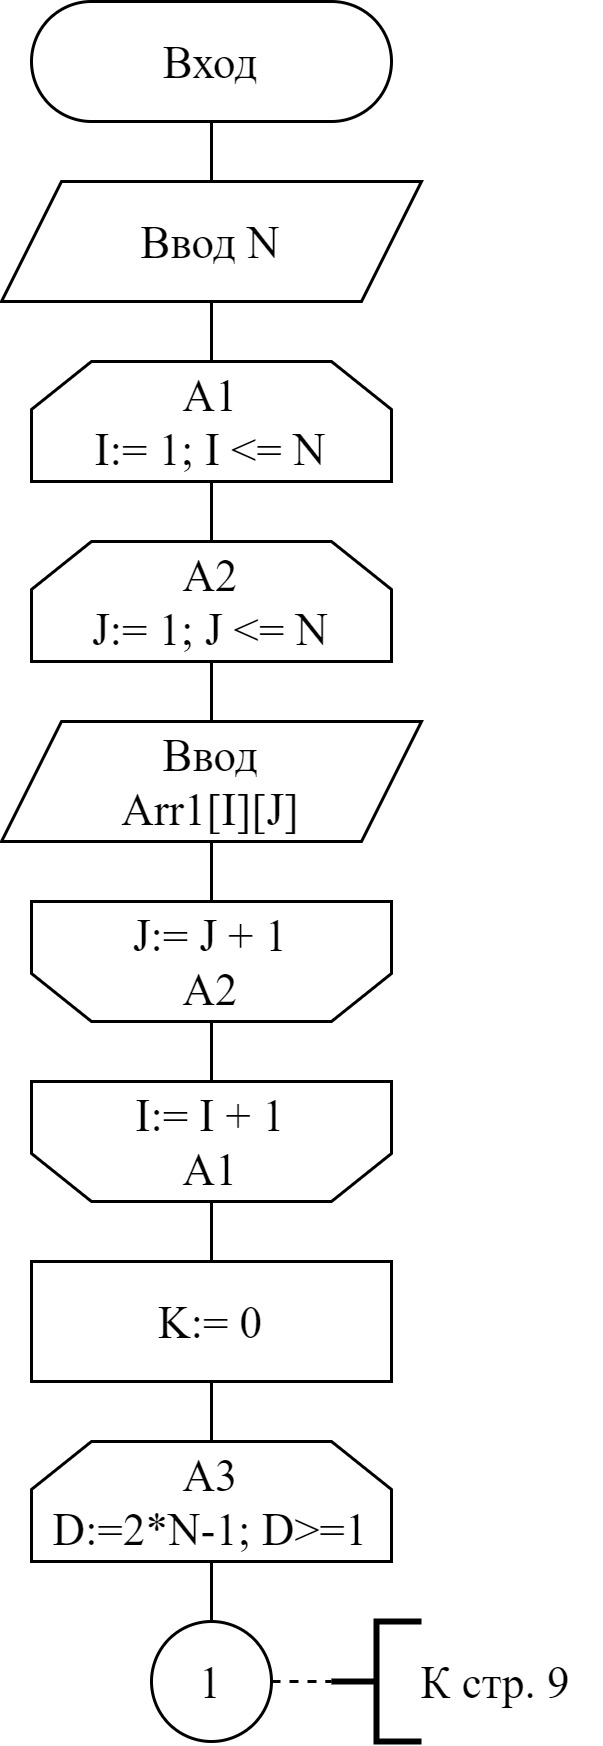 Вход
Ввод N
A1
I:= 1; I <= N
A2
J:= 1; J <= N
Ввод
Arr1[I][J]
J:= J + 1
A2
I:= I + 1
A1
K:= 0
A3
D:=2*N-1; D>=1
1
К стр. 9